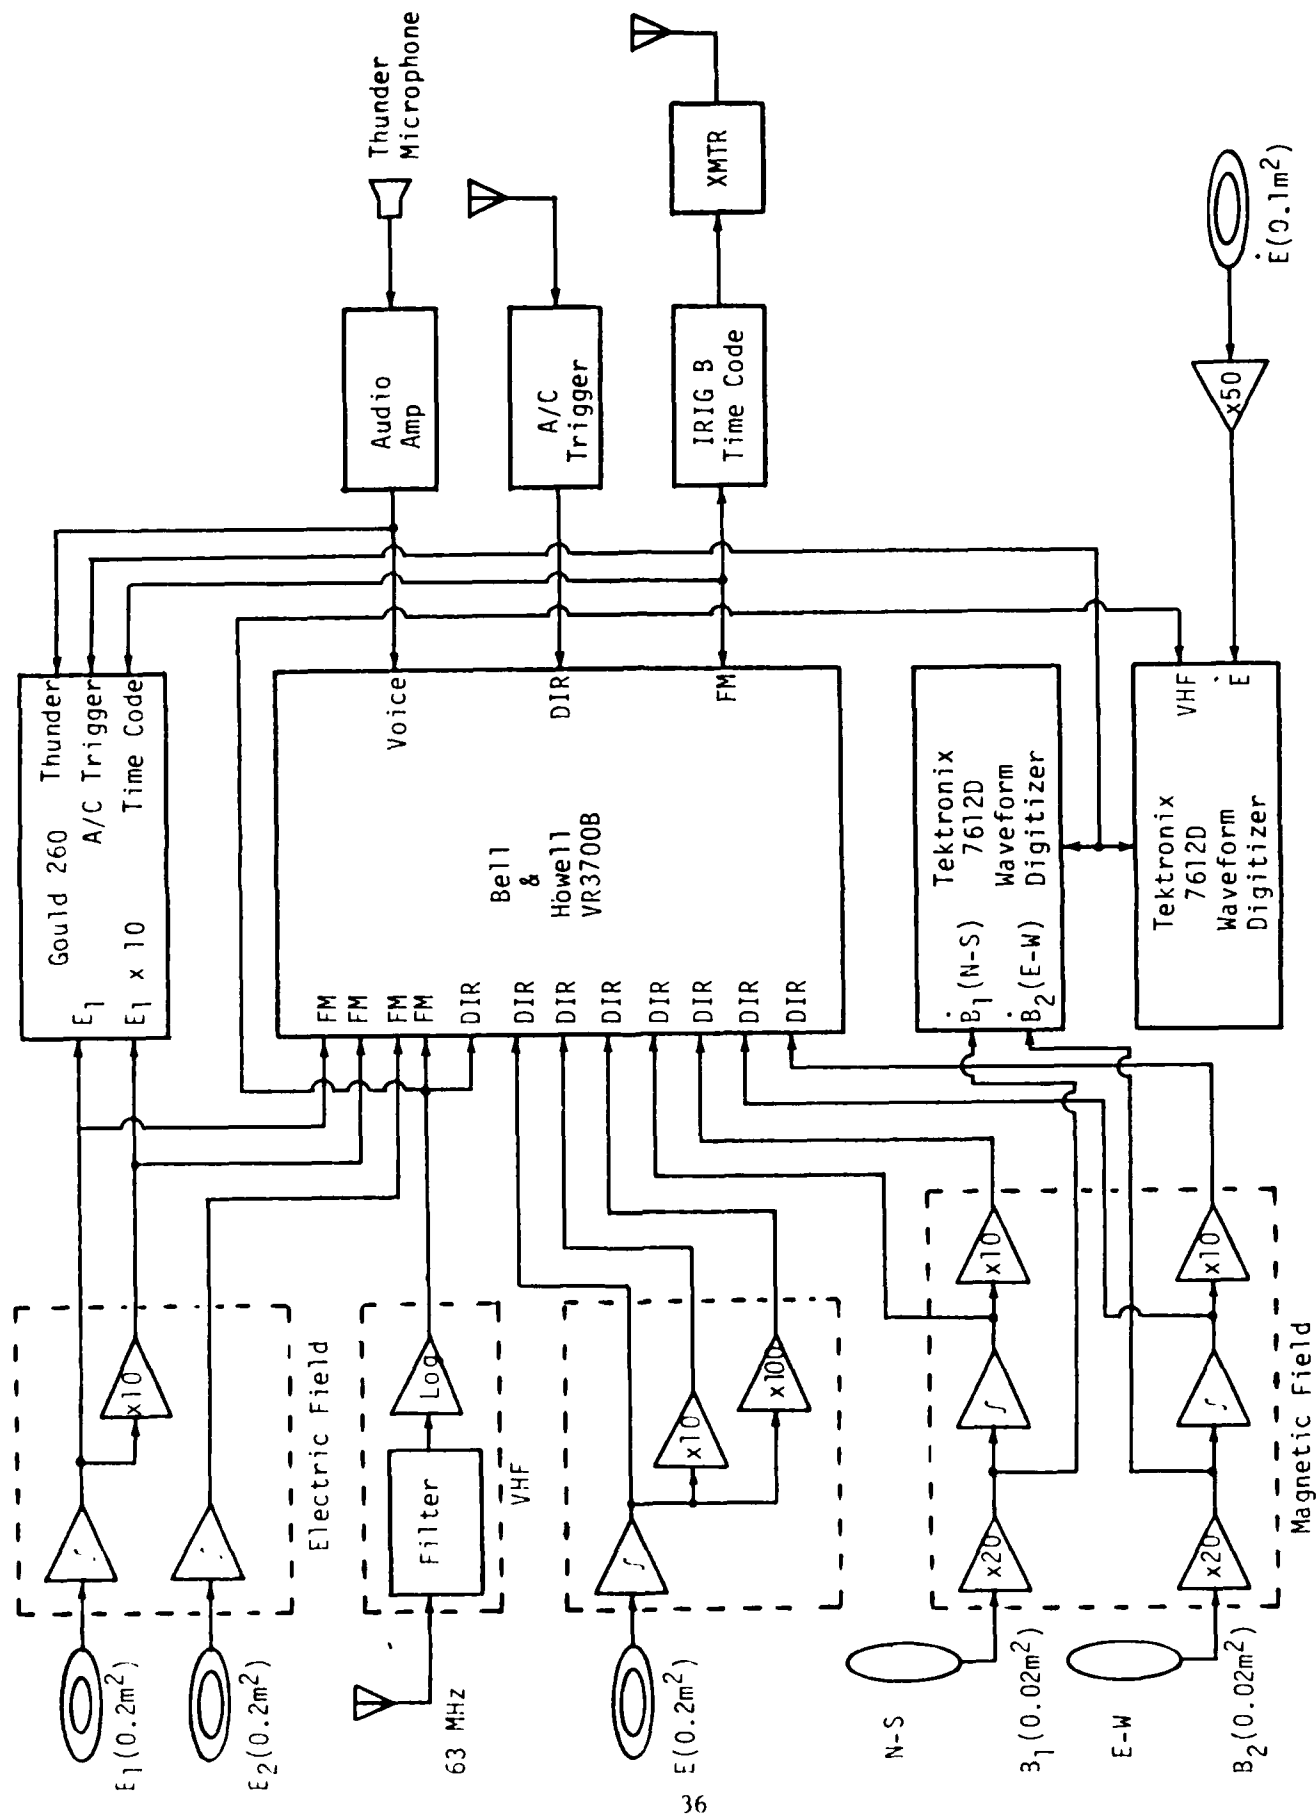 E₁(0.2m²)
E₂(0.2m²)
x10
Electric Field
63 MHz
Filter
Log
VHF
E(0.2m²)
∫
x10
x100
N-S
B₁(0.02m²)
E-W
B₂(0.02m²)
x20
∫
x10
x20
∫
x10
Magnetic Field
Gould 260
E₁
E₁ x 10
Thunder
A/C Trigger
Time Code
FM
FM
FM
FM
DIR
DIR
DIR
DIR
DIR
DIR
DIR
DIR
Bell
&
Howell
VR3700B
Voice
DIR
FM
Tektronix
7612D
Waveform
Digitizer
Ḃ₁(N-S)
Ḃ₂(E-W)
Tektronix
7612D
Waveform
Digitizer
VHF
Ė
Audio
Amp
Thunder
Microphone
A/C
Trigger
IRIG B
Time Code
XMTR
x50
Ė(0.1m²)
36